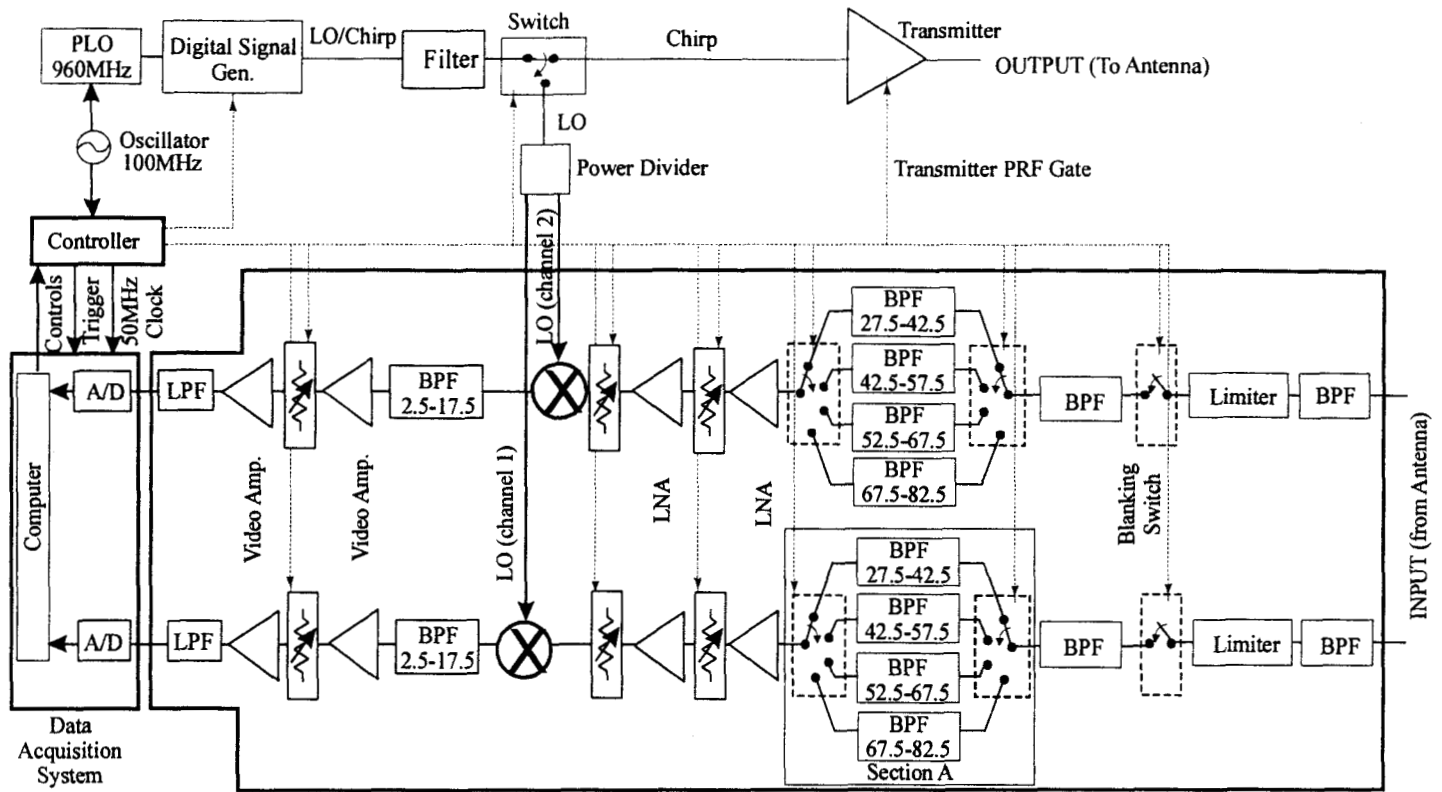 Switch
Transmitter
PLO
960MHz
Digital Signal
Gen.
LO/Chirp
Filter
Chirp
OUTPUT (To Antenna)
Oscillator
100MHz
LO
Power Divider
Transmitter PRF Gate
Controller
Controls
Trigger
50MHz
Clock
LO (channel 2)
LO (channel 1)
BPF
27.5-42.5
BPF
42.5-57.5
BPF
52.5-67.5
BPF
67.5-82.5
A/D
LPF
BPF
2.5-17.5
BPF
Limiter
BPF
Computer
Video Amp.
Video Amp.
LNA
LNA
Blanking
Switch
INPUT (from Antenna)
BPF
27.5-42.5
BPF
42.5-57.5
BPF
52.5-67.5
BPF
67.5-82.5
A/D
LPF
BPF
2.5-17.5
BPF
Limiter
BPF
Section A
Data
Acquisition
System